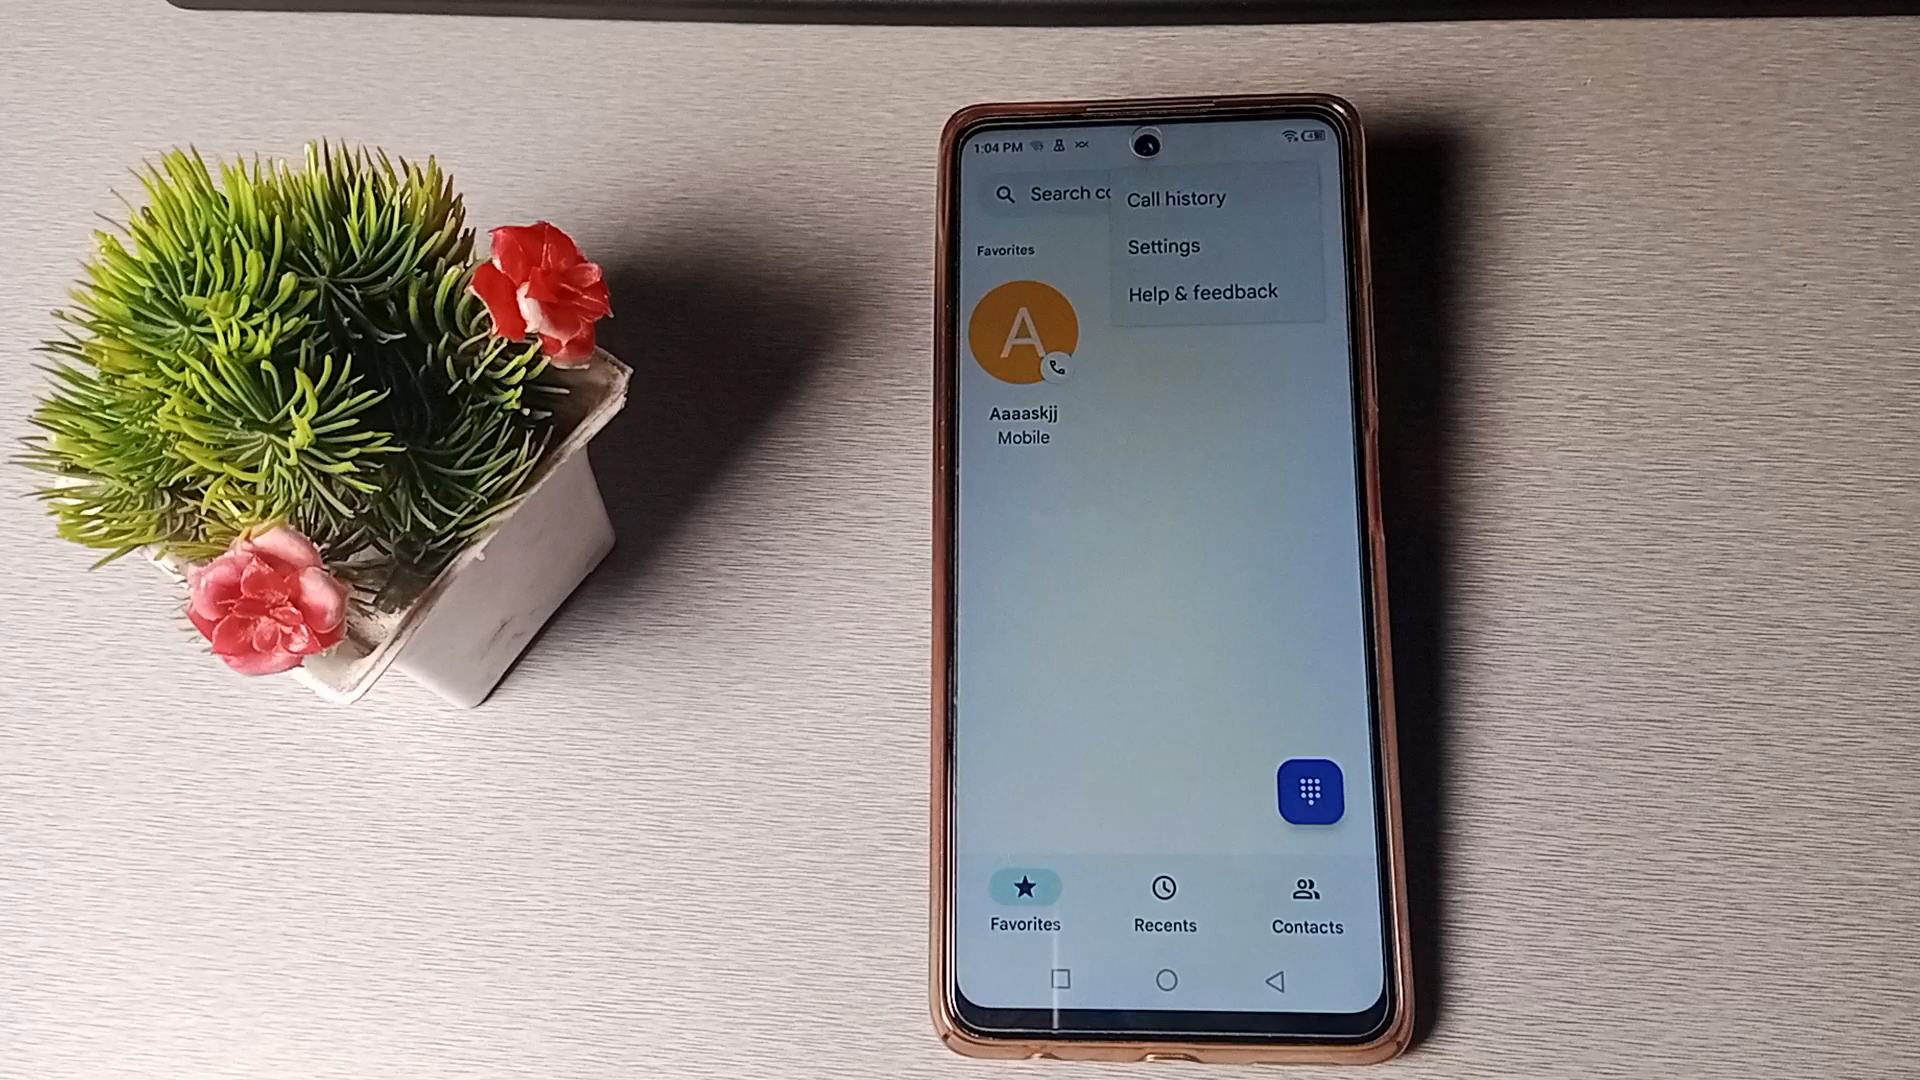 1:04 PM
Search co
Call history
Settings
Help & feedback
Favorites
A
Aaaaskjj
Mobile
Favorites
Recents
Contacts